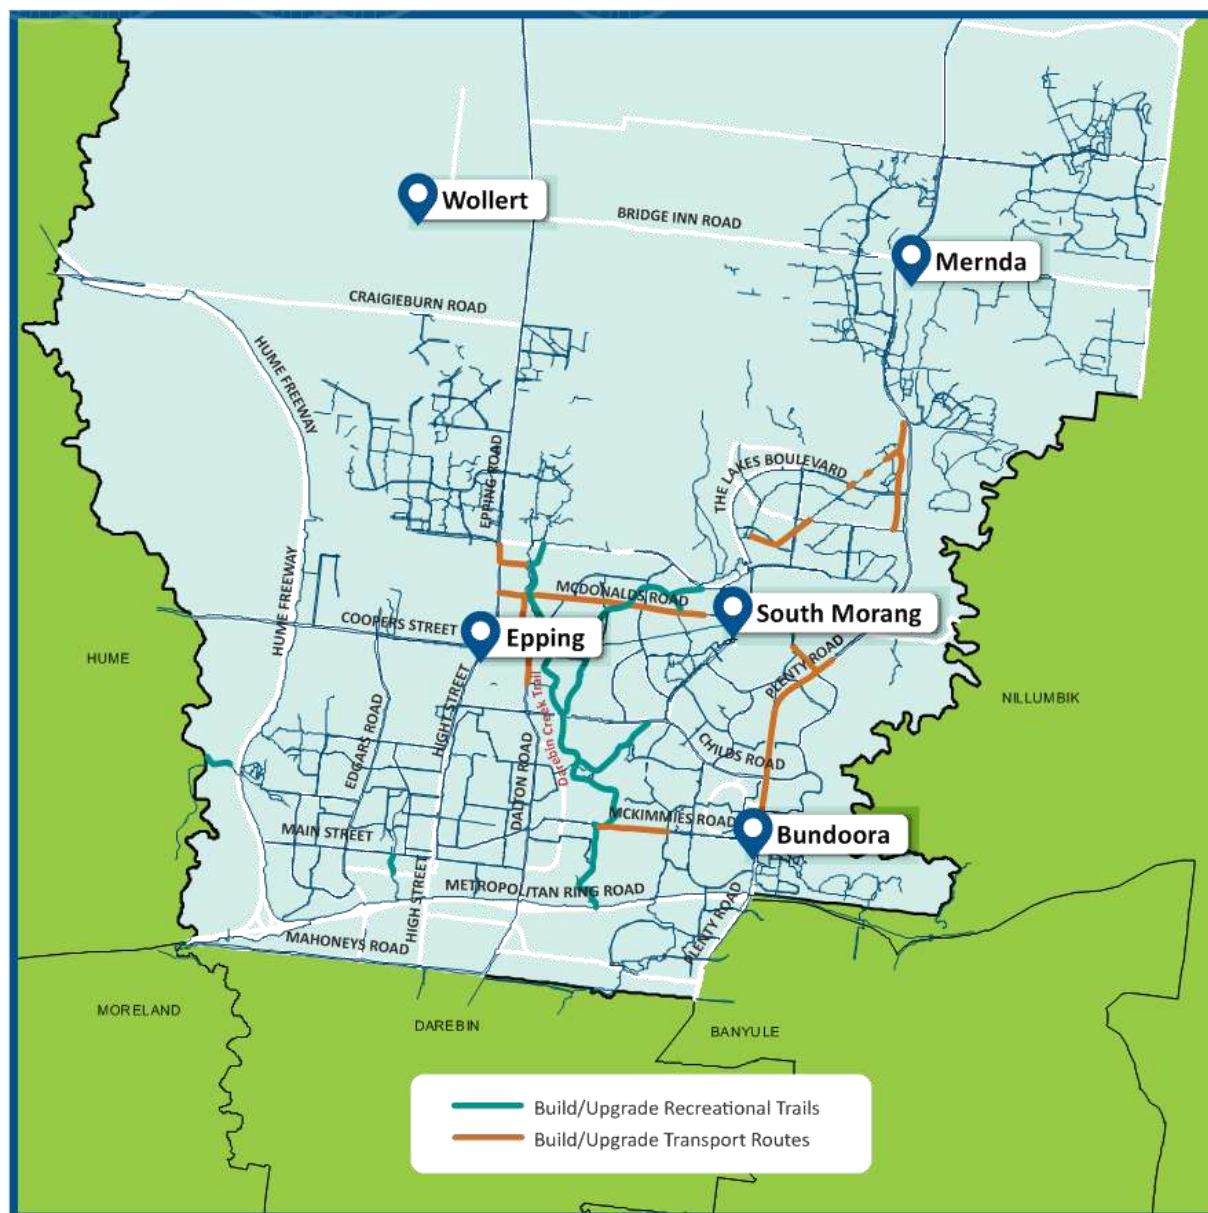 Wollert
BRIDGE INN ROAD
Mernda
CRAIGIEBURN ROAD
HUME FREEWAY
THE LAKES BOULEVARD
EPPING ROAD
HUME FREEWAY
MCDONALDS ROAD
COOPERS STREET
South Morang
Epping
HUME
PLENTY ROAD
NILLUMBIK
HIGHT STREET
Darebin Creek Trail
EDGARS ROAD
CHILDS ROAD
DALTON ROAD
MCKIMMIES ROAD
MAIN STREET
Bundoora
HIGH STREET
METROPOLITAN RING ROAD
PLENTY ROAD
MAHONEYS ROAD
MORELAND
DAREBIN
BANYULE
Build/Upgrade Recreational Trails
Build/Upgrade Transport Routes